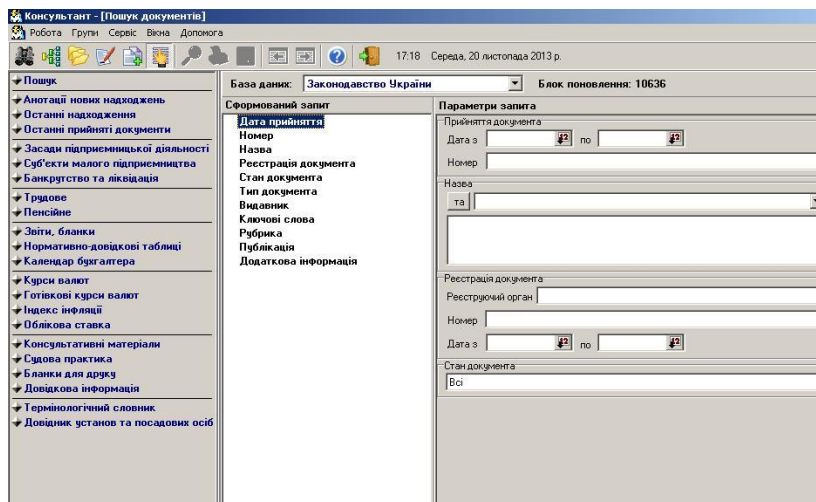 Консультант - [Пошук документів]
Робота Групи Сервіс Вікна Допомога
17:18 Середа, 20 листопада 2013 р.
Пошук
Анотації нових надходжень
Останні надходження
Останні прийняті документи
Засади підприємницької діяльності
Суб'єкти малого підприємництва
Банкрутство та ліквідація
Трудове
Пенсійне
Звіти, бланки
Нормативно-довідкові таблиці
Календар бухгалтера
Курси валют
Готівкові курси валют
Індекс інфляції
Облікова ставка
Консультативні матеріали
Судова практика
Бланки для друку
Довідкова інформація
Термінологічний словник
Довідник установ та посадових осіб
База даних: Законодавство України Блок поновлення: 10636
Сформований запит
Дата прийняття
Номер
Назва
Реєстрація документа
Стан документа
Тип документа
Видавник
Ключові слова
Рубрика
Публікація
Додаткова інформація
Параметри запита
Прийняття документа
Дата з по
Номер
Назва
та
Реєстрація документа
Реєструючий орган
Номер
Дата з по
Стан документа
Всі